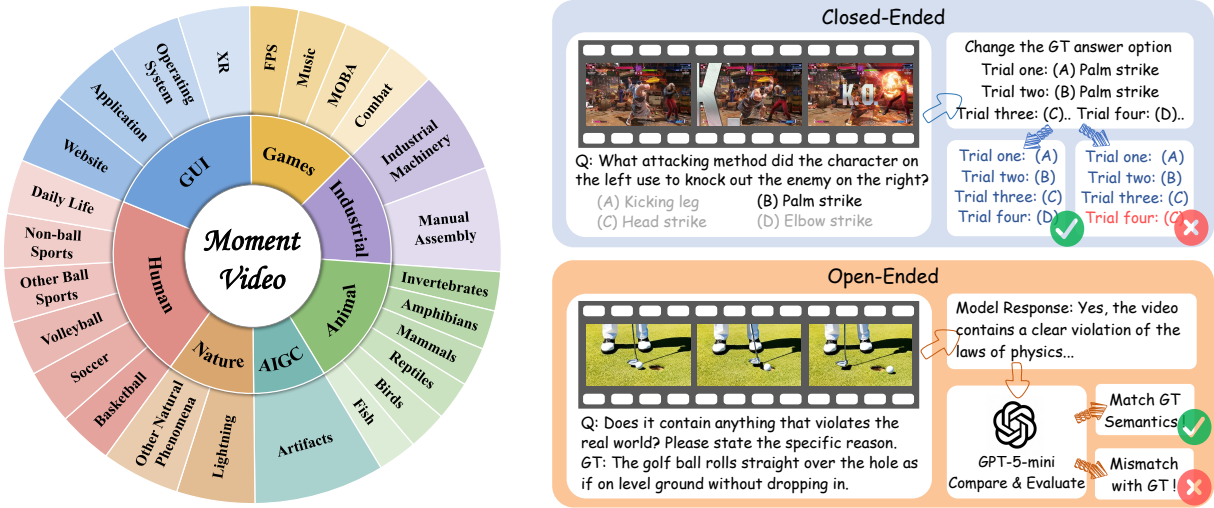 Moment
Video
GUI
Games
Industrial
Animal
AIGC
Nature
Human
Website
Application
Operating
System
XR
FPS
Music
MOBA
Combat
Industrial
Machinery
Manual
Assembly
Invertebrates
Amphibians
Mammals
Reptiles
Birds
Fish
Artifacts
Lightning
Other Natural
Phenomena
Basketball
Soccer
Volleyball
Other Ball
Sports
Non-ball
Sports
Daily Life
Closed-Ended
K.O.
Q: What attacking method did the character on
the left use to knock out the enemy on the right?
(A) Kicking leg
(B) Palm strike
(C) Head strike
(D) Elbow strike
Change the GT answer option
Trial one: (A) Palm strike
Trial two: (B) Palm strike
Trial three: (C).. Trial four: (D)..
Trial one: (A)
Trial two: (B)
Trial three: (C)
Trial four: (D)
Trial one: (A)
Trial two: (B)
Trial three: (C)
Trial four: (C)
Open-Ended
Q: Does it contain anything that violates the
real world? Please state the specific reason.
GT: The golf ball rolls straight over the hole as
if on level ground without dropping in.
Model Response: Yes, the video
contains a clear violation of the
laws of physics...
GPT-5-mini
Compare & Evaluate
Match GT
Semantics !
Mismatch
with GT !